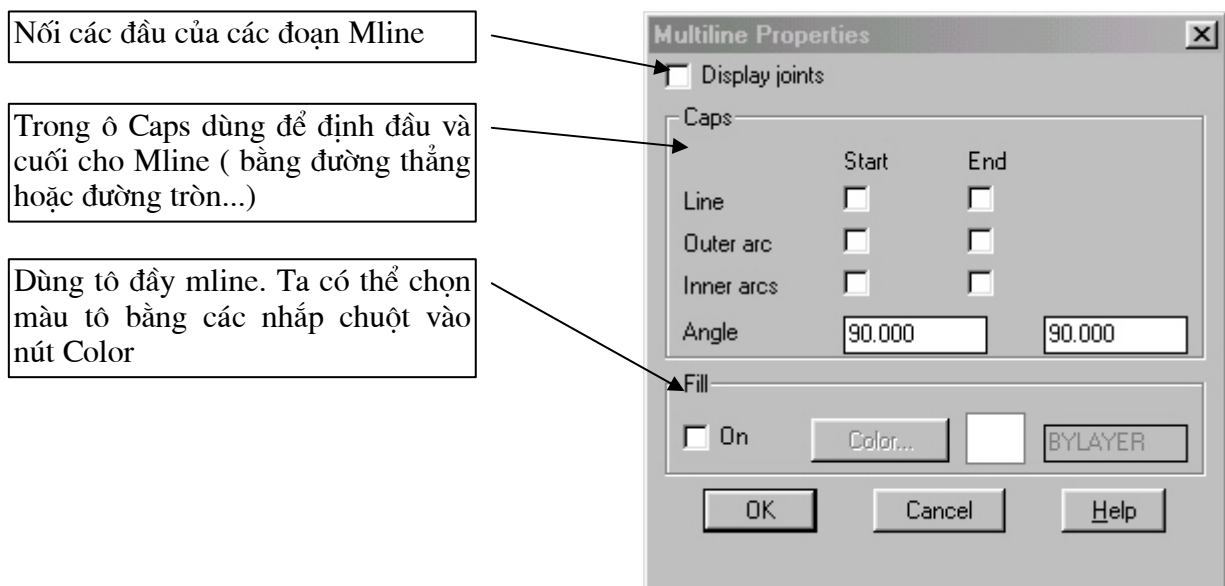 Nối các đầu của các đoạn Mline
Trong ô Caps dùng để định đầu và
cuối cho Mline ( bằng đường thẳng
hoặc đường tròn...)
Dùng tô đầy mline. Ta có thể chọn
màu tô bằng các nhắp chuột vào
nút Color
Multiline Properties
Display joints
Caps
Start End
Line
Outer arc
Inner arcs
Angle 90.000 90.000
Fill
On Color... BYLAYER
OK Cancel Help